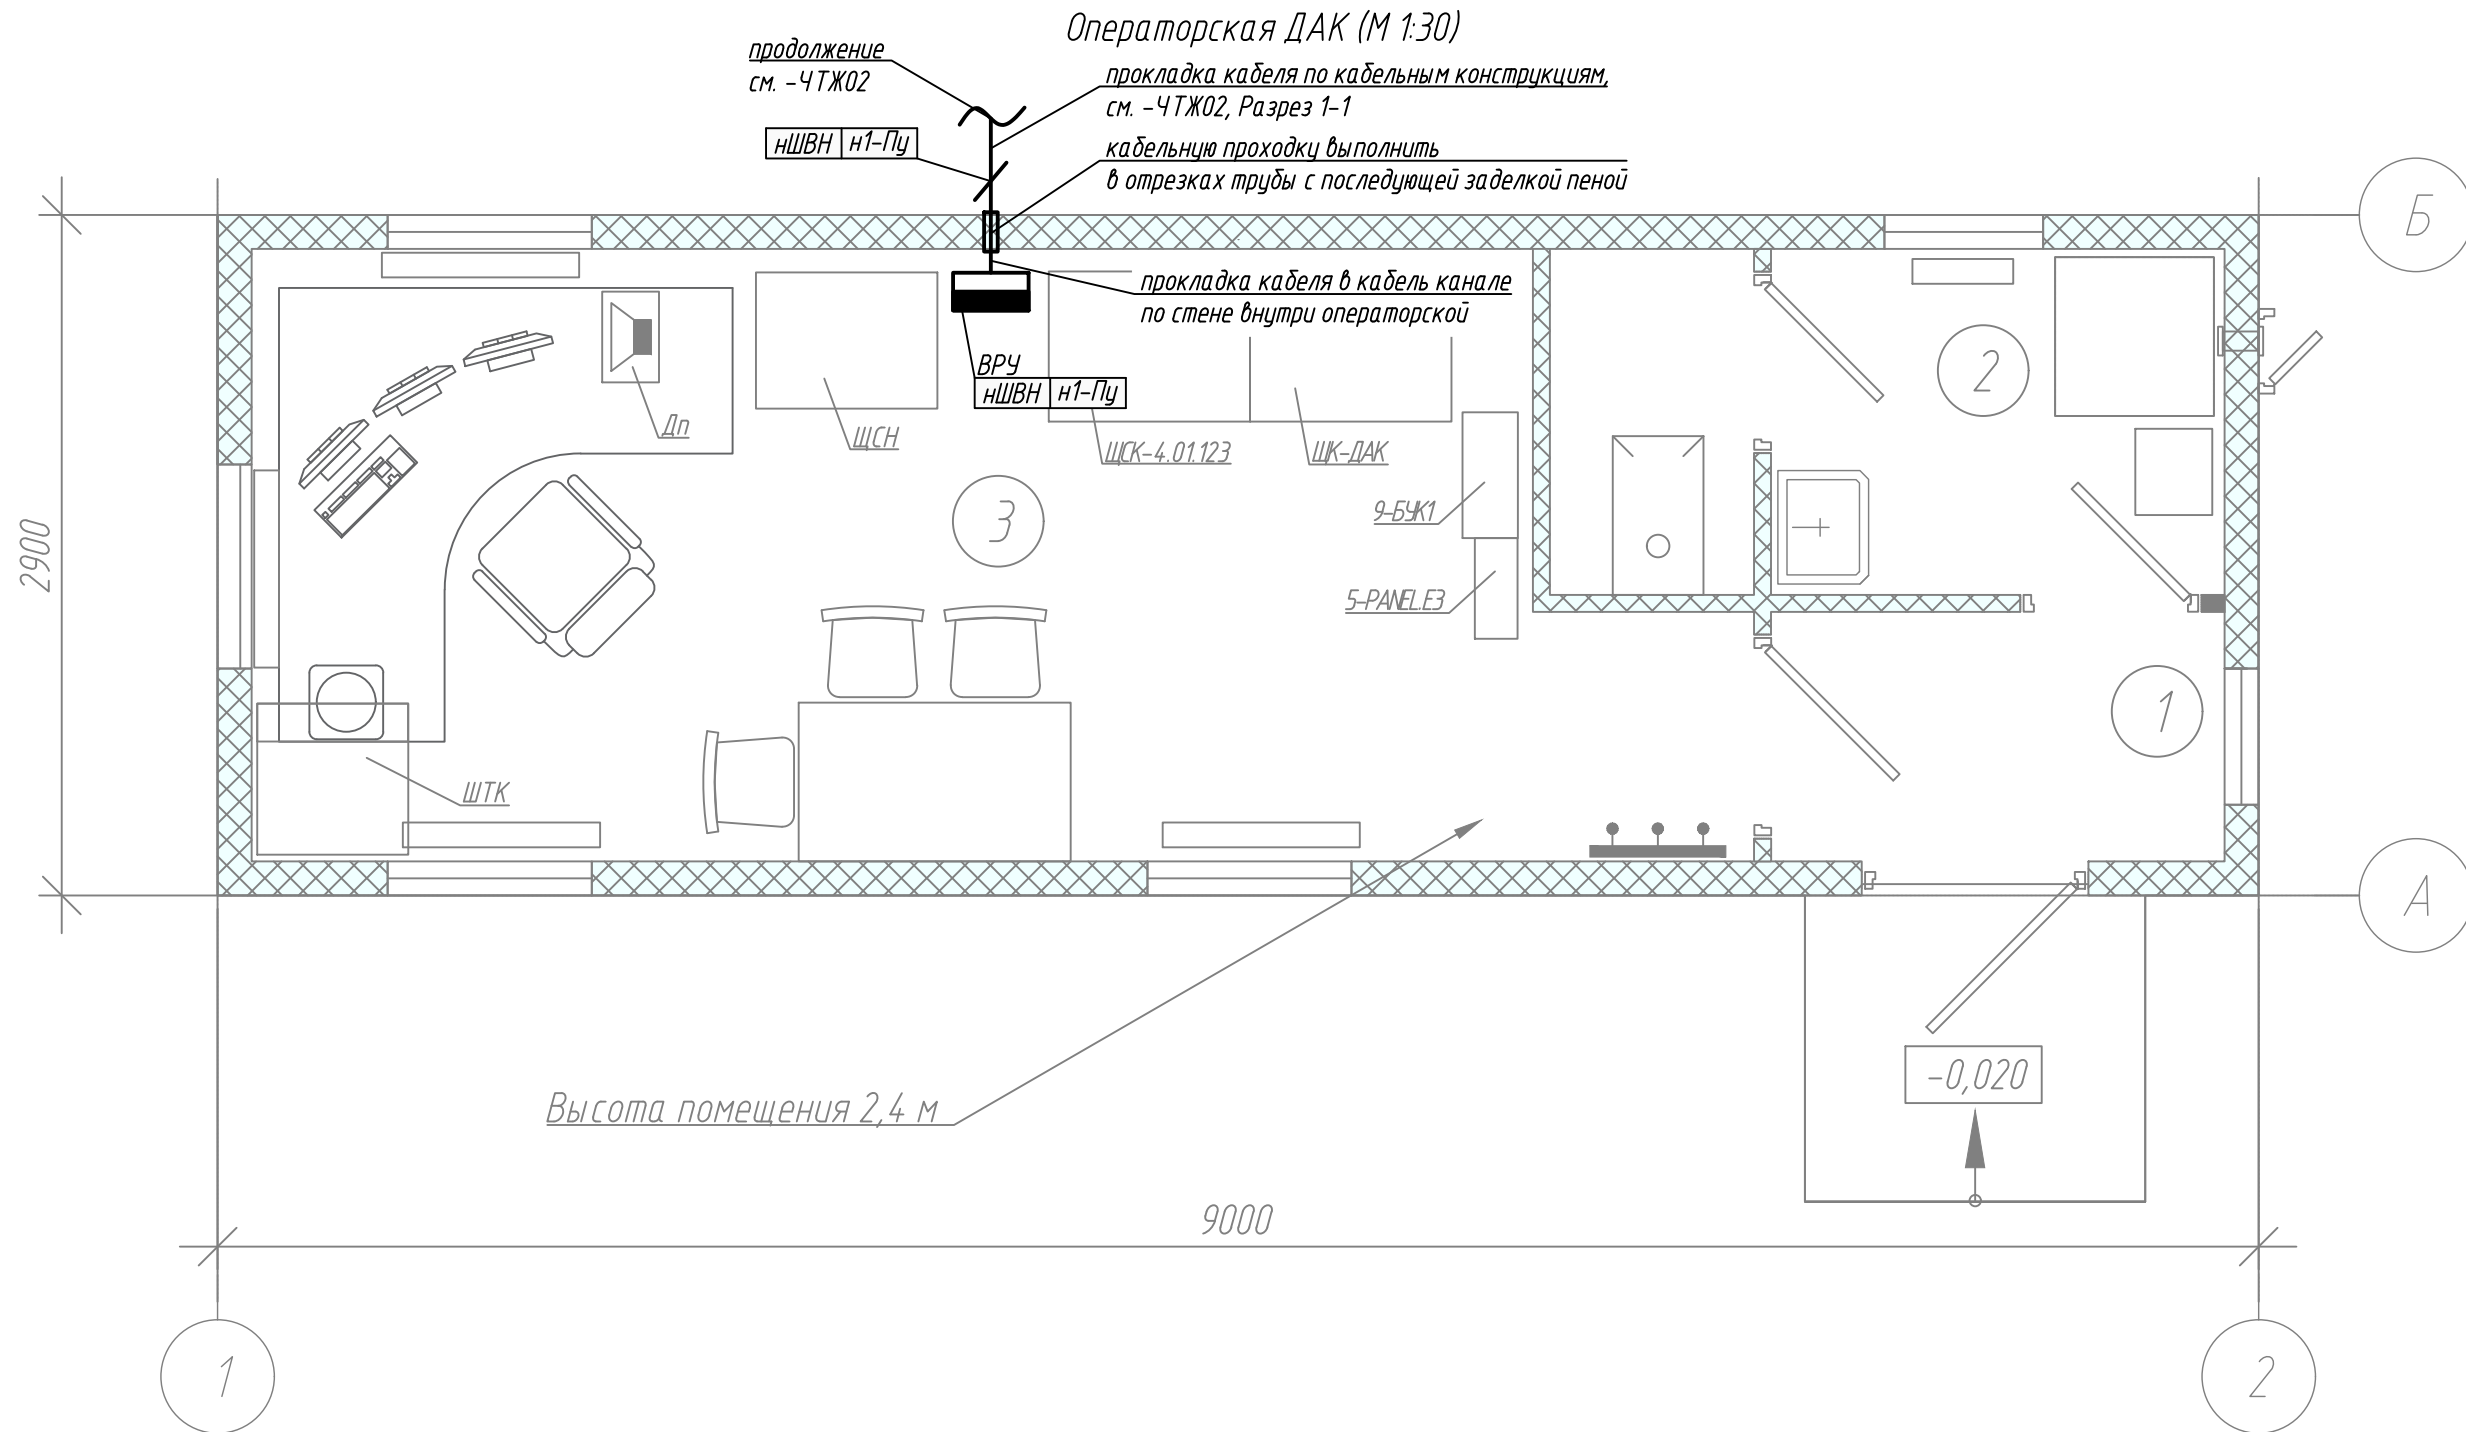 Операторская ДАК (М 1:30)
продолжение
см. -ЧТЖ02
прокладка кабеля по кабельным конструкциям,
см. -ЧТЖ02, Разрез 1-1
нШВН н1-Пу
кабельную проходку выполнить
в отрезках трубы с последующей заделкой пеной
Б
прокладка кабеля в кабель канале
по стене внутри операторской
ВРУ
нШВН н1-Пу
2
Дп
ЩСН
ЩСК-4.01.123
ШК-ДАК
3
9-БУК1
2900
5-PANEL.E3
1
ШТК
А
-0,020
Высота помещения 2,4 м
9000
1
2